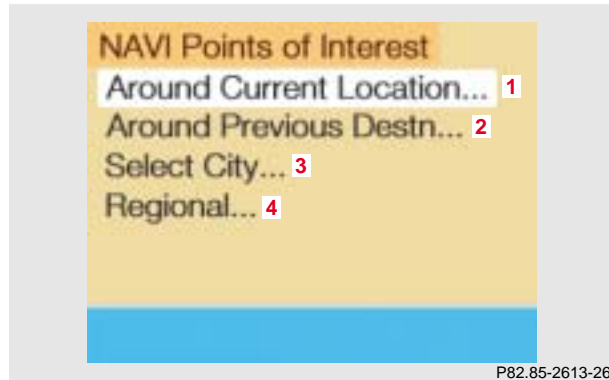 NAVI Points of Interest
Around Current Location... 1
Around Previous Destn... 2
Select City... 3
Regional... 4
P82.85-2613-26